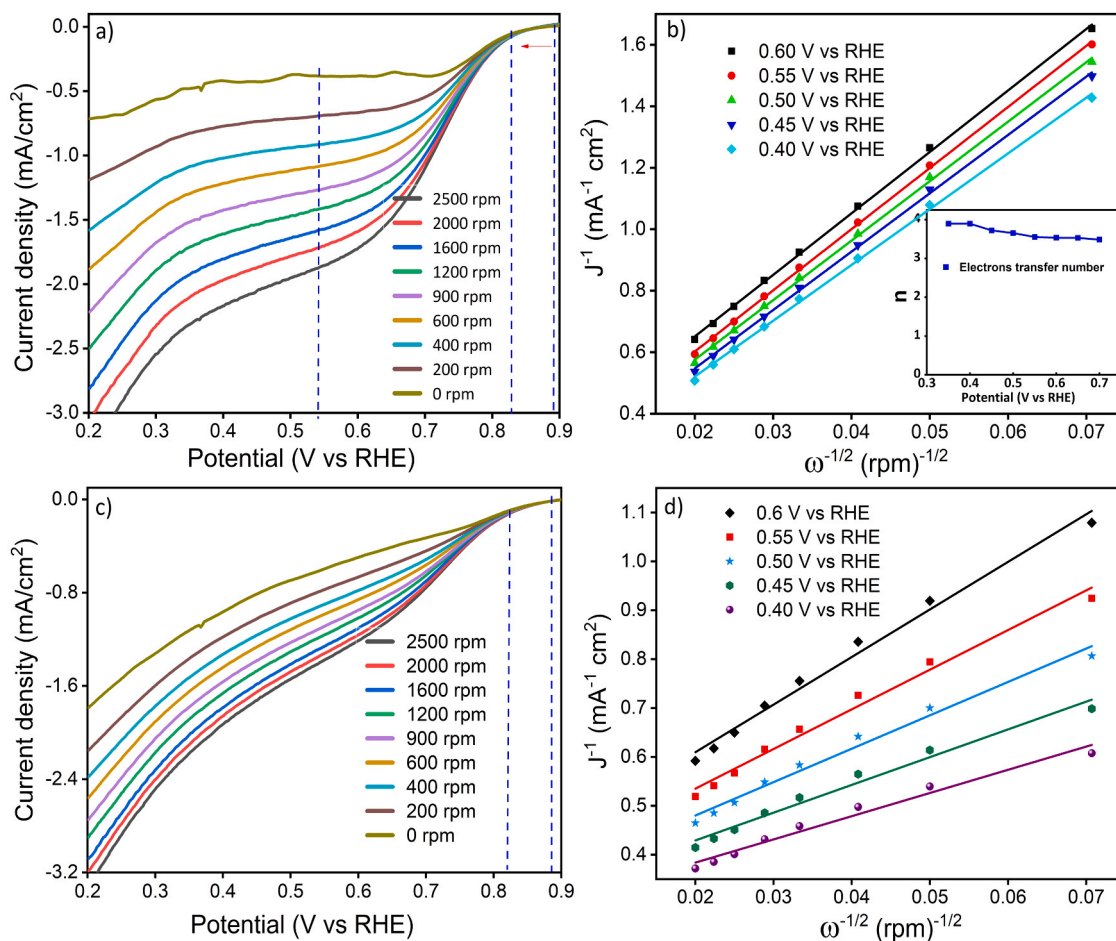 a)
Current density (mA/cm²)
0.0
-0.5
-1.0
-1.5
-2.0
-2.5
-3.0
2500 rpm
2000 rpm
1600 rpm
1200 rpm
900 rpm
600 rpm
400 rpm
200 rpm
0 rpm
0.2 0.3 0.4 0.5 0.6 0.7 0.8 0.9
Potential (V vs RHE)
b)
J⁻¹ (mA⁻¹ cm²)
1.6
1.4
1.2
1.0
0.8
0.6
0.4
0.60 V vs RHE
0.55 V vs RHE
0.50 V vs RHE
0.45 V vs RHE
0.40 V vs RHE
n
4
3
2
1
0
Electrons transfer number
0.3 0.4 0.5 0.6 0.7
Potential (V vs RHE)
0.02 0.03 0.04 0.05 0.06 0.07
ω⁻¹/² (rpm)⁻¹/²
c)
Current density (mA/cm²)
0.0
-0.8
-1.6
-2.4
-3.2
2500 rpm
2000 rpm
1600 rpm
1200 rpm
900 rpm
600 rpm
400 rpm
200 rpm
0 rpm
0.2 0.3 0.4 0.5 0.6 0.7 0.8 0.9
Potential (V vs RHE)
d)
J⁻¹ (mA⁻¹ cm²)
1.1
1.0
0.9
0.8
0.7
0.6
0.5
0.4
0.6 V vs RHE
0.55 V vs RHE
0.50 V vs RHE
0.45 V vs RHE
0.40 V vs RHE
0.02 0.03 0.04 0.05 0.06 0.07
ω⁻¹/² (rpm)⁻¹/²